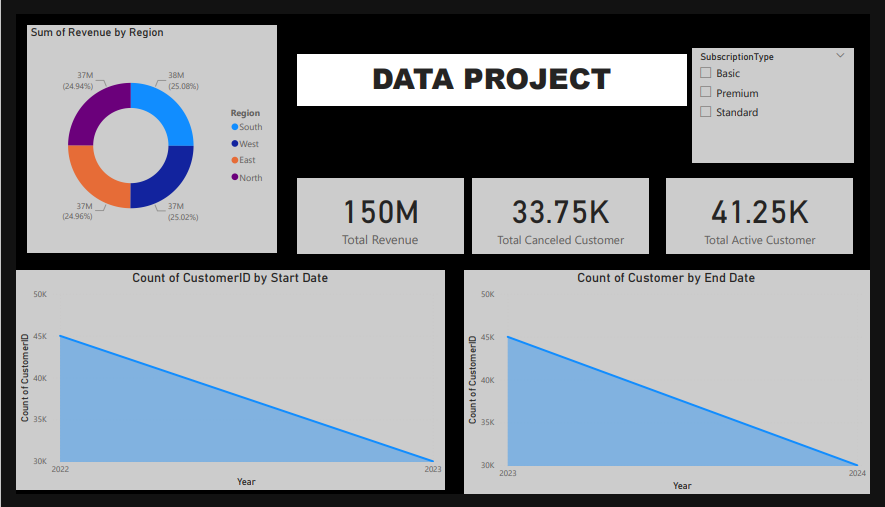 Sum of Revenue by Region
37M
(24.94%)
38M
(25.08%)
37M
(24.96%)
37M
(25.02%)
Region
South
West
East
North
DATA PROJECT
SubscriptionType
Basic
Premium
Standard
150M
Total Revenue
33.75K
Total Canceled Customer
41.25K
Total Active Customer
Count of CustomerID by Start Date
Count of CustomerID
50K
45K
40K
35K
30K
2022
2023
Year
Count of Customer by End Date
Count of CustomerID
50K
45K
40K
35K
30K
2023
2024
Year